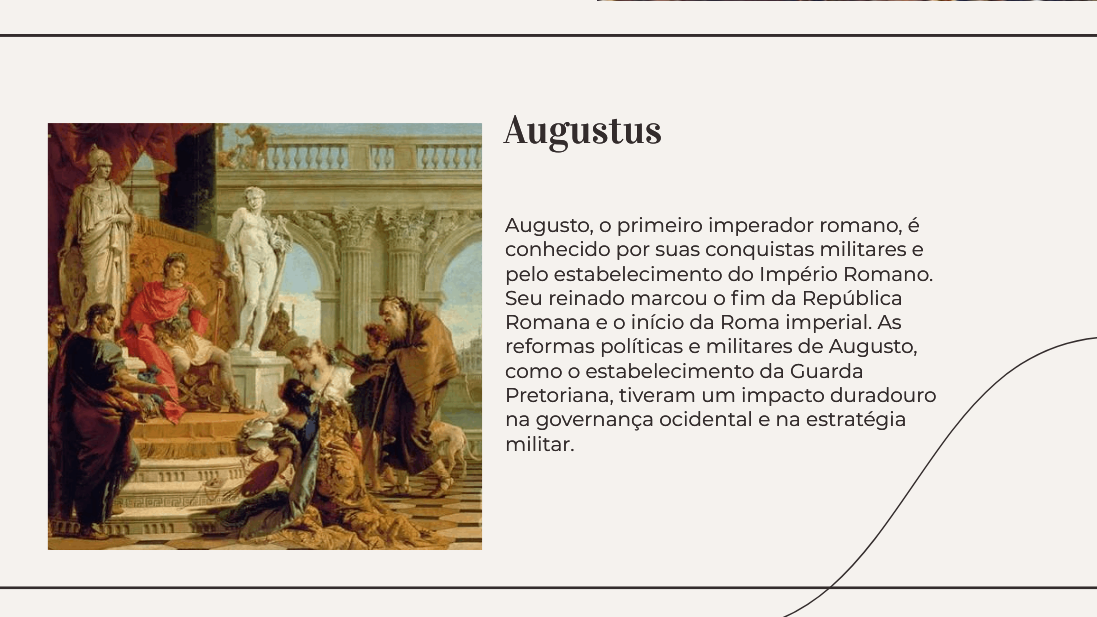 Augustus
Augusto, o primeiro imperador romano, é
conhecido por suas conquistas militares e
pelo estabelecimento do Império Romano.
Seu reinado marcou o fim da República
Romana e o início da Roma imperial. As
reformas políticas e militares de Augusto,
como o estabelecimento da Guarda
Pretoriana, tiveram um impacto duradouro
na governança ocidental e na estratégia
militar.